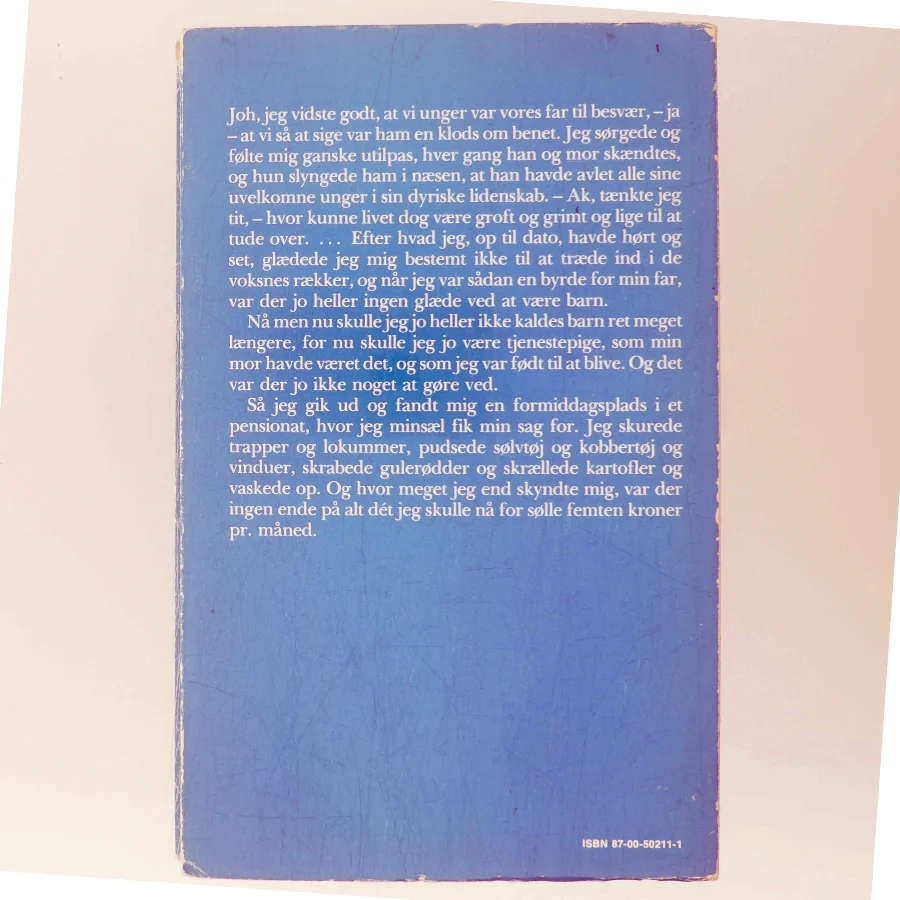 Joh, jeg vidste godt, at vi unger var vores far til besvær, – ja
– at vi så at sige var ham en klods om benet. Jeg sørgede og
følte mig ganske utilpas, hver gang han og mor skændtes,
og hun slyngede ham i næsen, at han havde avlet alle sine
uvelkomne unger i sin dyriske lidenskab. – Ak, tænkte jeg
tit, – hvor kunne livet dog være groft og grimt og lige til at
tude over. ... Efter hvad jeg, op til dato, havde hørt og
set, glædede jeg mig bestemt ikke til at træde ind i de
voksnes rækker, og når jeg var sådan en byrde for min far,
var der jo heller ingen glæde ved at være barn.
Nå men nu skulle jeg jo heller ikke kaldes barn ret meget
længere, for nu skulle jeg jo være tjenestepige, som min
mor havde været det, og som jeg var født til at blive. Og det
var der jo ikke noget at gøre ved.
Så jeg gik ud og fandt mig en formiddagsplads i et
pensionat, hvor jeg minsæl fik min sag for. Jeg skurede
trapper og lokummer, pudsede sølvtøj og kobbertøj og
vinduer, skrabede gulerødder og skrællede kartofler og
vaskede op. Og hvor meget jeg end skyndte mig, var der
ingen ende på alt dét jeg skulle nå for sølle femten kroner
pr. måned.
ISBN 87-00-50211-1